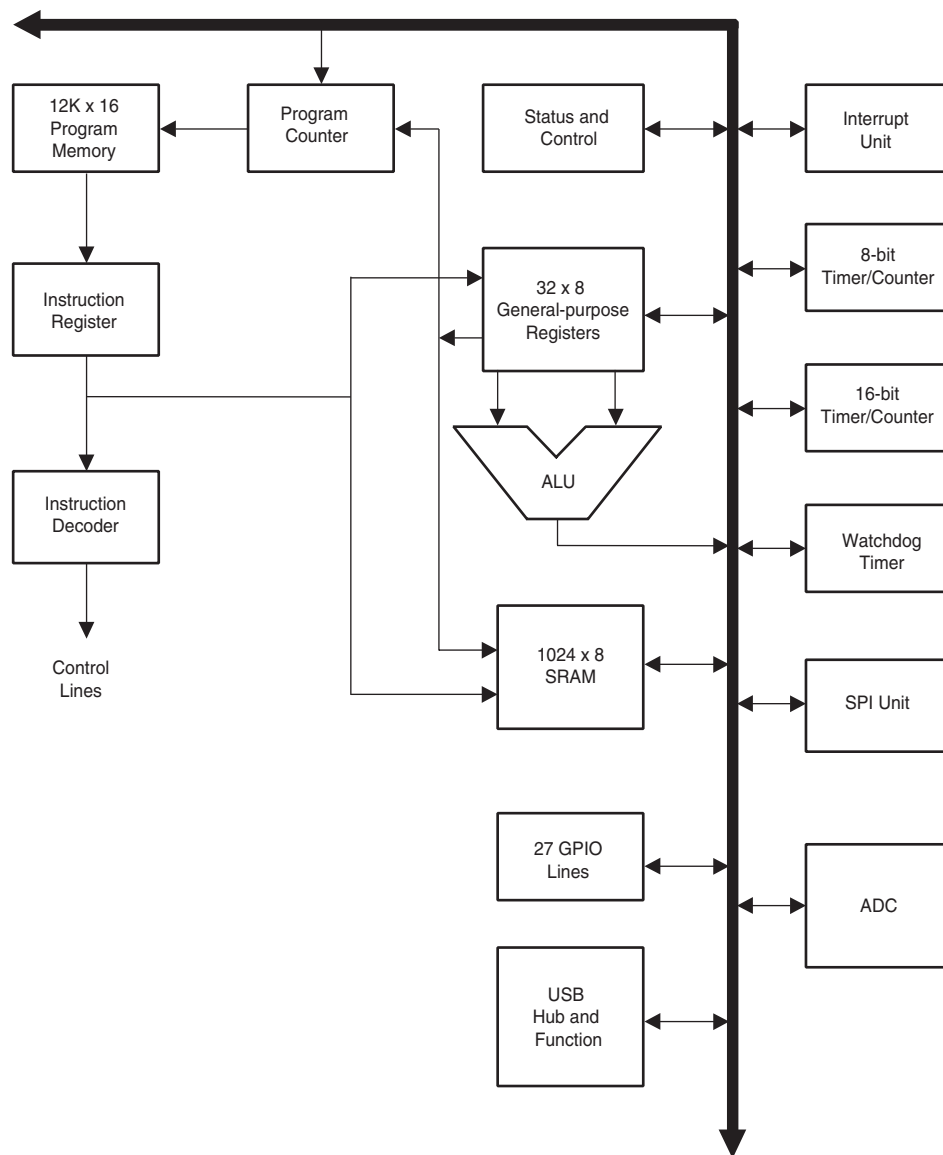 12K x 16
Program
Memory
Program
Counter
Status and
Control
Interrupt
Unit
8-bit
Timer/Counter
Instruction
Register
32 x 8
General-purpose
Registers
16-bit
Timer/Counter
ALU
Instruction
Decoder
Watchdog
Timer
Control
Lines
1024 x 8
SRAM
SPI Unit
27 GPIO
Lines
ADC
USB
Hub and
Function